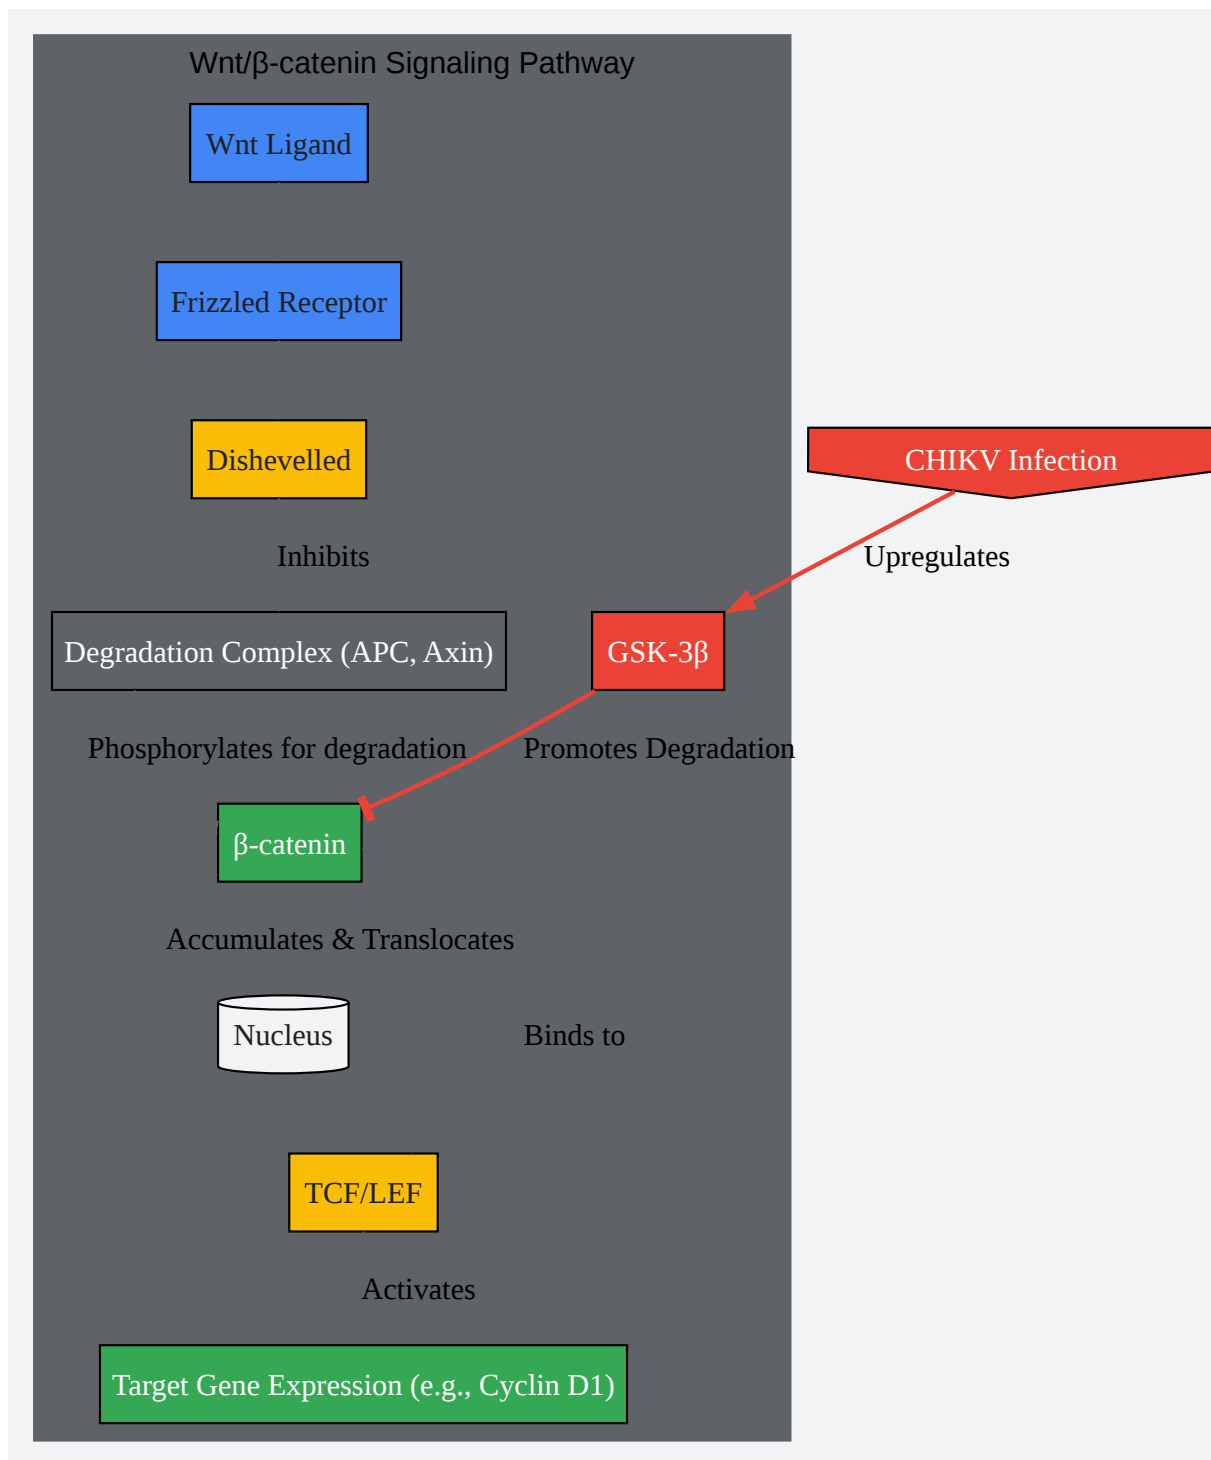 Wnt/β-catenin Signaling Pathway
Wnt Ligand
Frizzled Receptor
Dishevelled
CHIKV Infection
Inhibits
Upregulates
Degradation Complex (APC, Axin)
GSK-3β
Phosphorylates for degradation
Promotes Degradation
β-catenin
Accumulates & Translocates
Nucleus
Binds to
TCF/LEF
Activates
Target Gene Expression (e.g., Cyclin D1)